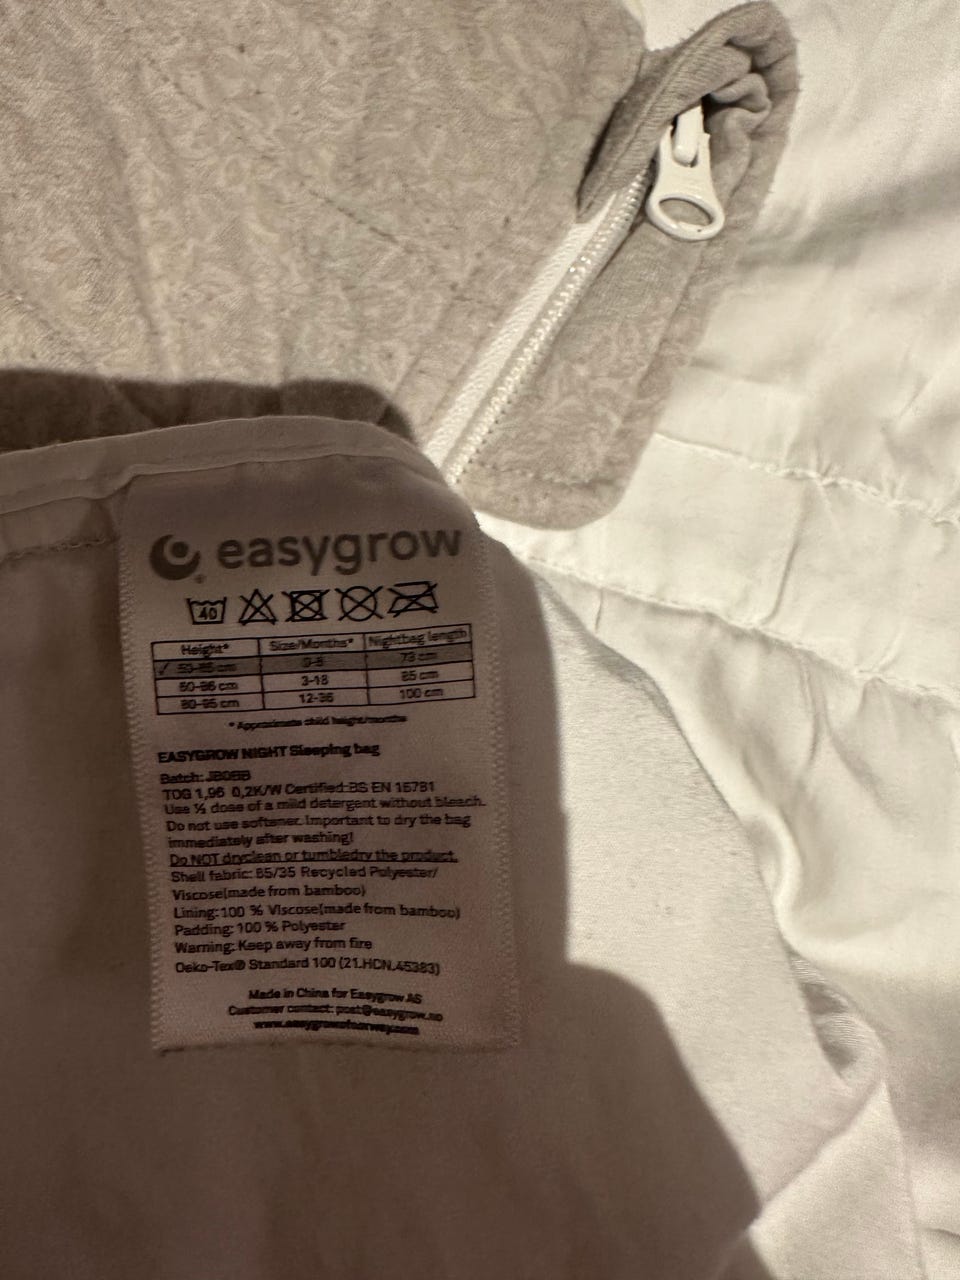 easygrow
40
Height* Size/Months* Nightbag length
✓ 50-86 cm 0-6 73 cm
60-86 cm 3-18 85 cm
80-95 cm 12-36 100 cm
* Approximate child height/months
EASYGROW NIGHT Sleeping bag
Batch:
TOG 1,96 0,2K/W Certified:BS EN 16781
Use ½ dose of a mild detergent without bleach.
Do not use softener. Important to dry the bag
immediately after washing!
Do NOT dryclean or tumbledry the product.
Shell fabric: 65/35 Recycled Polyester/
Viscose(made from bamboo)
Lining: 100 % Viscose(made from bamboo)
Padding: 100 % Polyester
Warning: Keep away from fire
Oeko-Tex® Standard 100 (21.HCN.45383)
Made in China for Easygrow AS
Customer contact: post@easygrow.no
www.easygrowofnorway.com